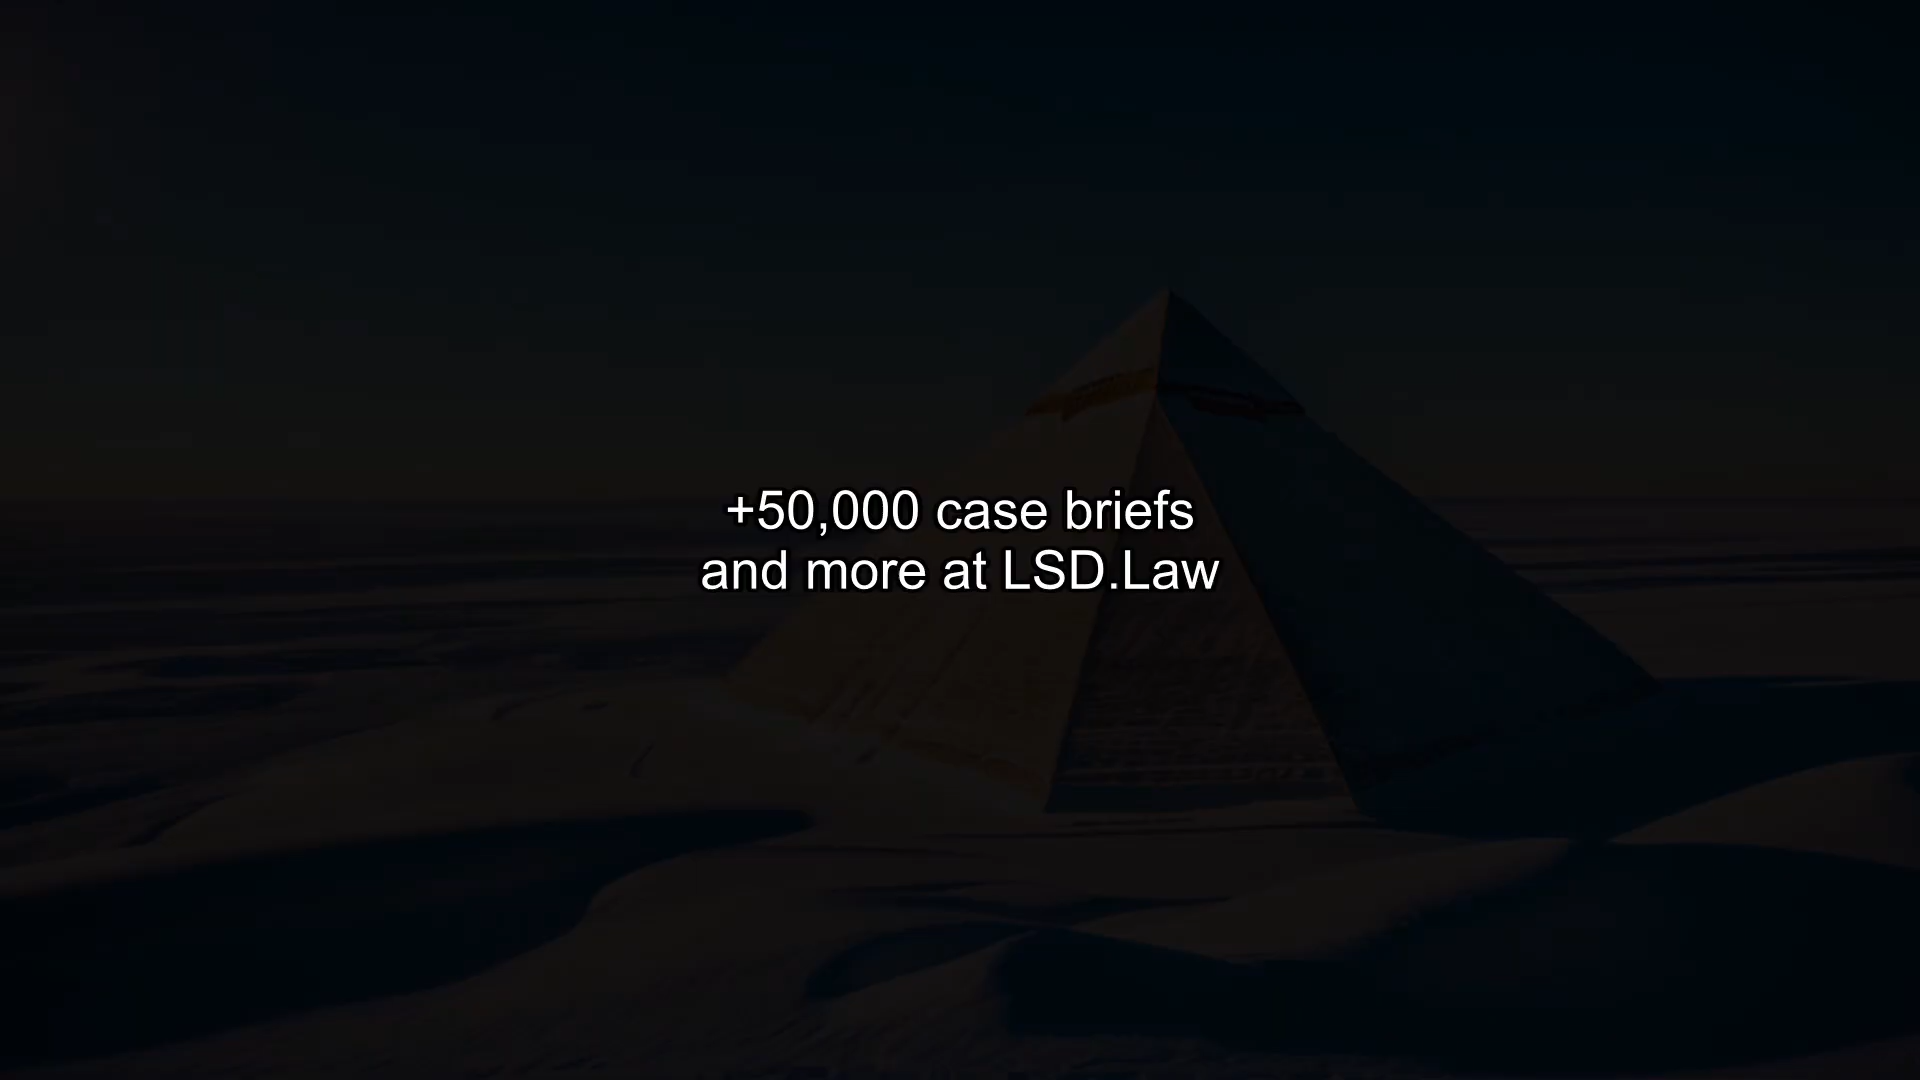 +50,000 case briefs
and more at LSD.Law